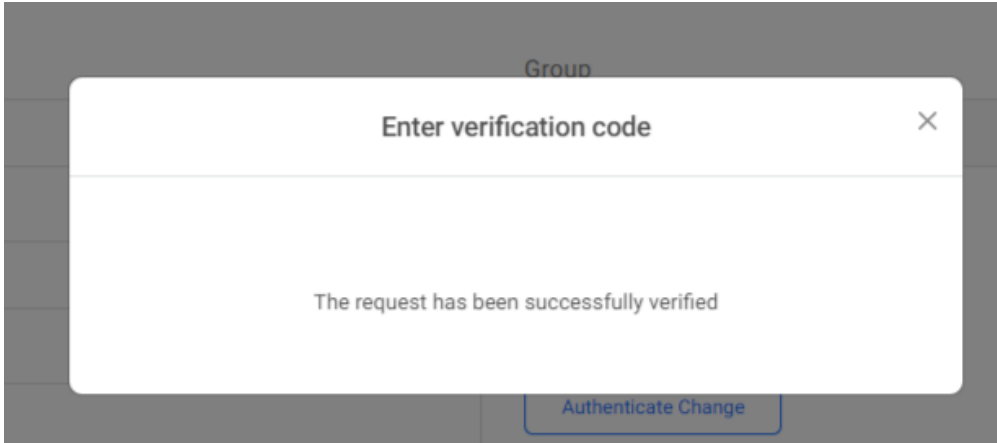 Group
Enter verification code
The request has been successfully verified
Authenticate Change